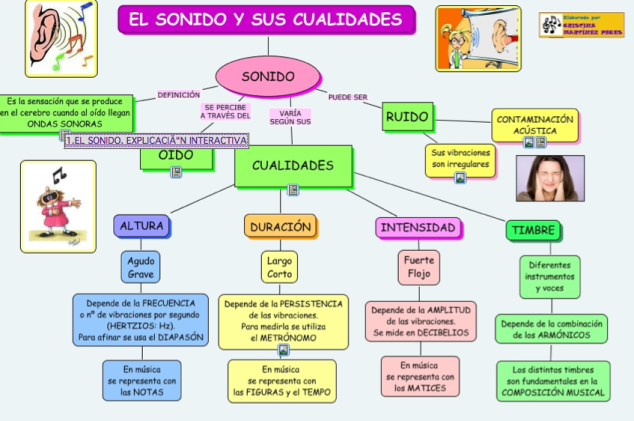 EL SONIDO Y SUS CUALIDADES
Elaborado por
CRISTINA
MARTÍNEZ PERES
SONIDO
DEFINICIÓN
SE PERCIBE
A TRAVÉS DEL
VARÍA
SEGÚN SUS
PUEDE SER
Es la sensación que se produce
en el cerebro cuando al oído llegan
ONDAS SONORAS
1.EL SONIDO, EXPLICACIÃ“N INTERACTIVA
OIDO
CUALIDADES
RUIDO
CONTAMINACIÓN
ACÚSTICA
Sus vibraciones
son irregulares
ALTURA
DURACIÓN
INTENSIDAD
TIMBRE
Agudo
Grave
Largo
Corto
Fuerte
Flojo
Diferentes
instrumentos
y voces
Depende de la FRECUENCIA
o nº de vibraciones por segundo
(HERTZIOS: Hz).
Para afinar se usa el DIAPASÓN
Depende de la PERSISTENCIA
de las vibraciones.
Para medirla se utiliza
el METRÓNOMO
Depende de la AMPLITUD
de las vibraciones.
Se mide en DECIBELIOS
Depende de la combinación
de los ARMÓNICOS
En música
se representa con
las NOTAS
En música
se representa con
las FIGURAS y el TEMPO
En música
se representa con
los MATICES
Los distintos timbres
son fundamentales en la
COMPOSICIÓN MUSICAL